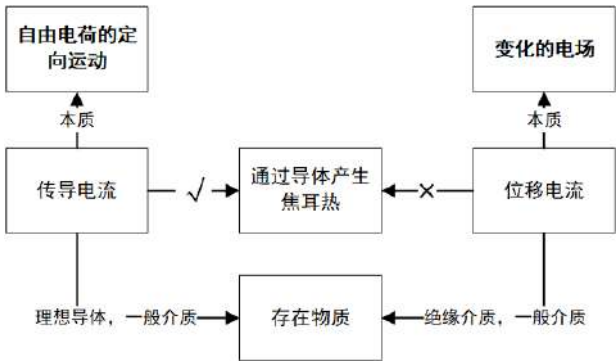 自由电荷的定
向运动
变化的电场
本质
本质
传导电流
√
通过导体产生
焦耳热
×
位移电流
理想导体，一般介质
存在物质
绝缘介质，一般介质